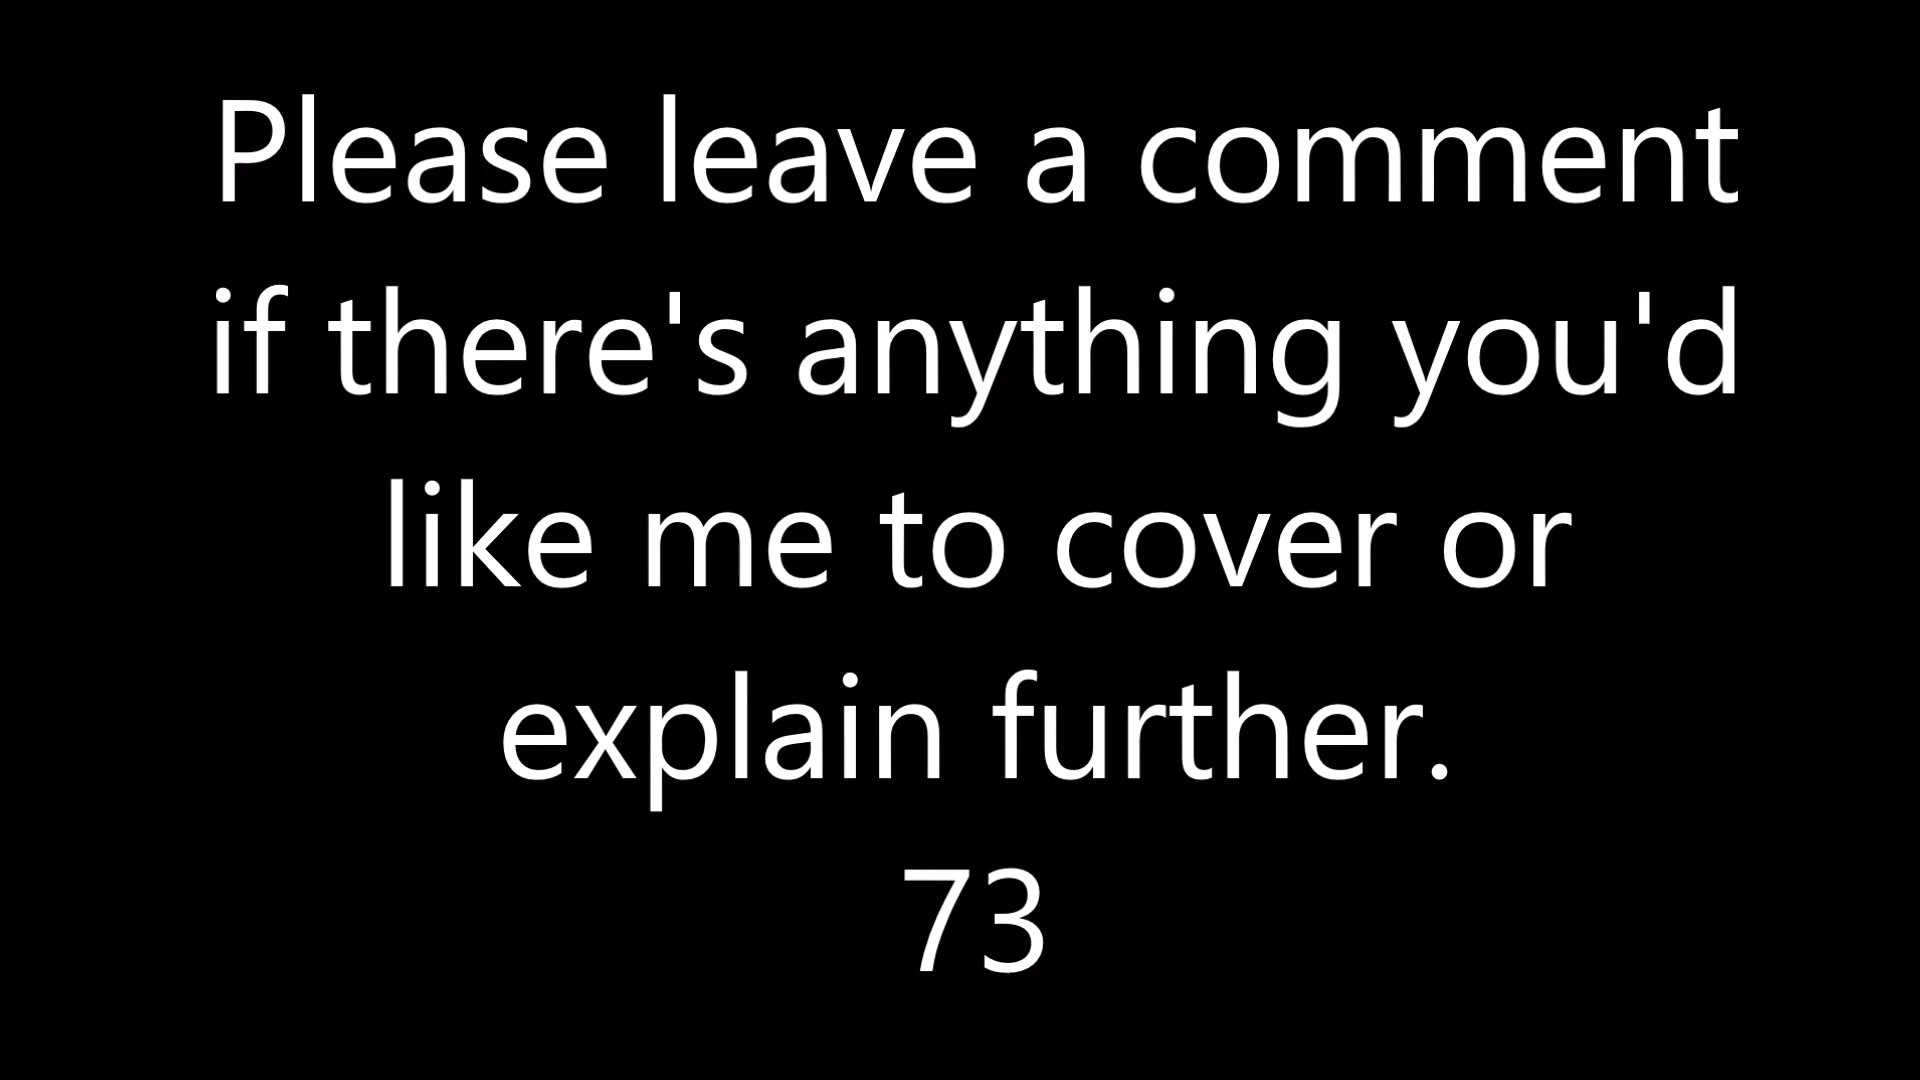 Please leave a comment
if there's anything you'd
like me to cover or
explain further.
73